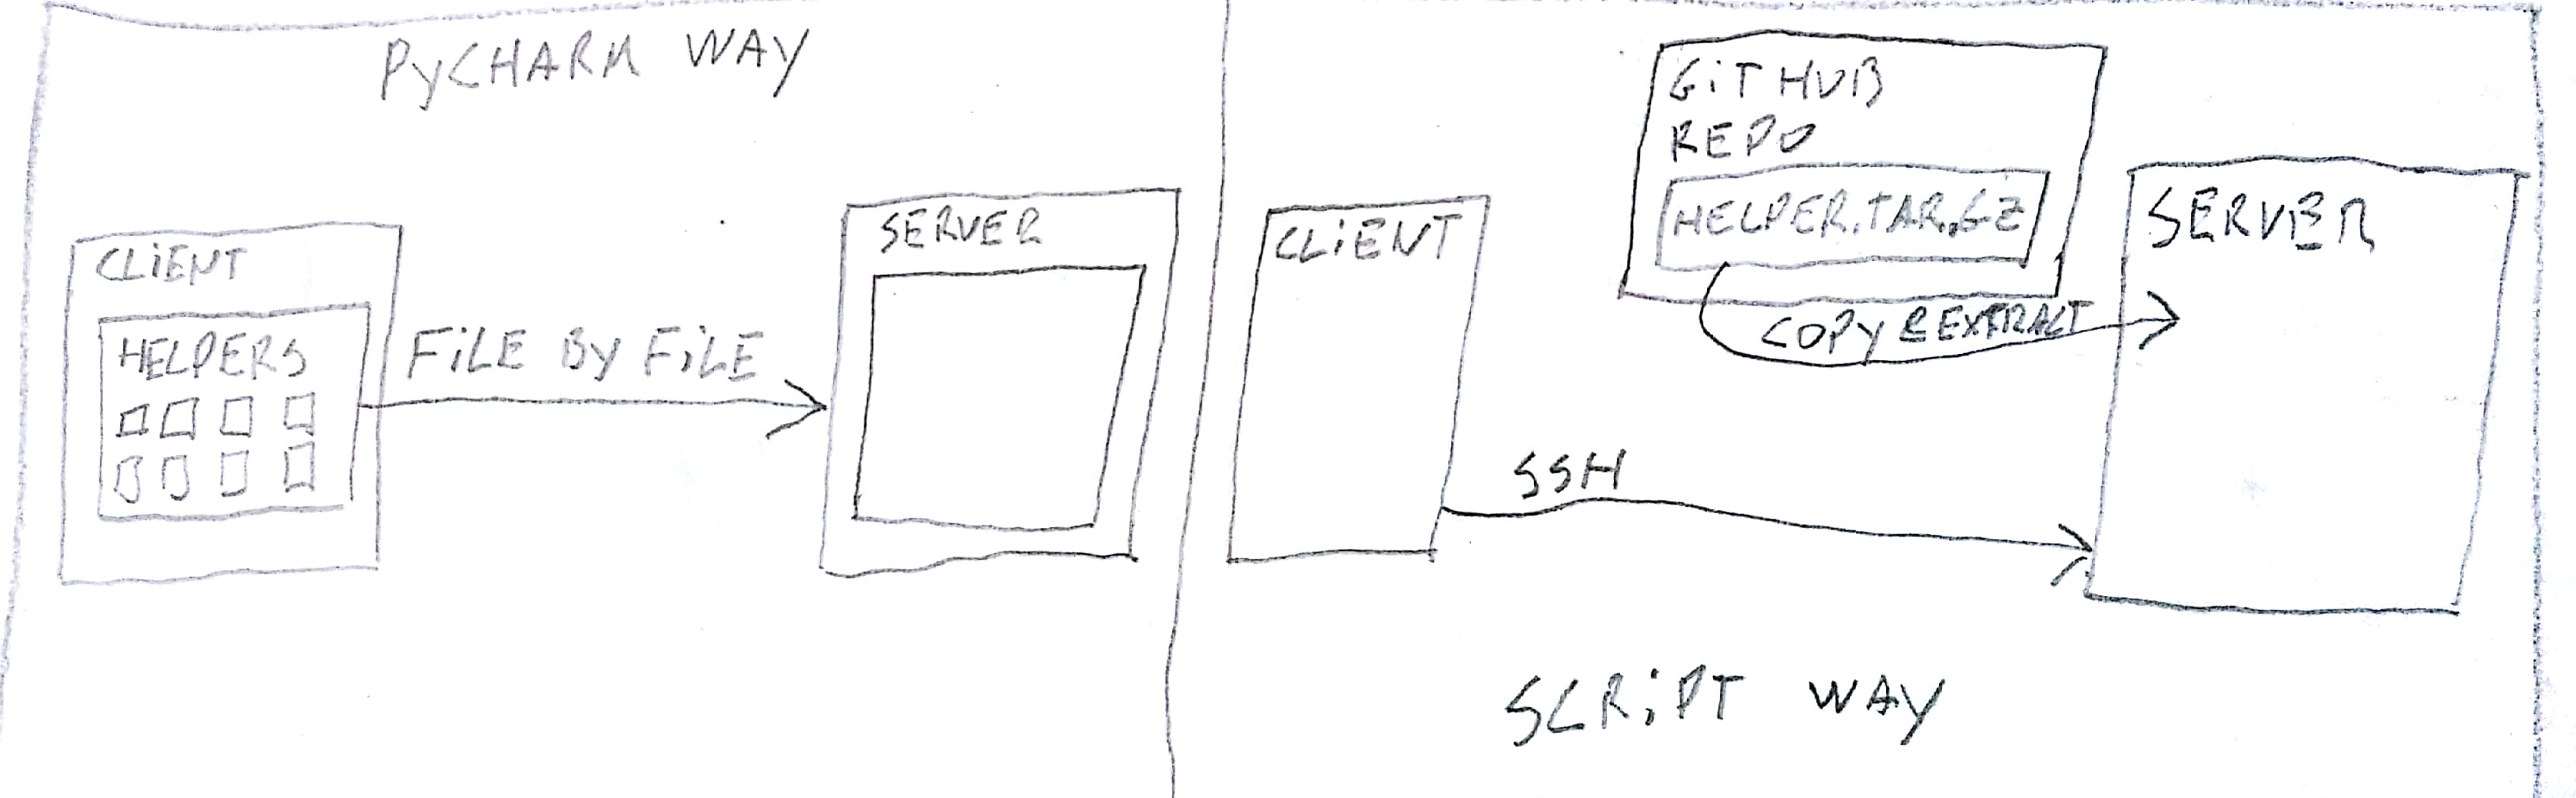 PyCHARM WAY
CLiENT
HELPERS
FiLE By FiLE
SERVER
GiTHUB
REPO
HELPER.TAR.GZ
CLiENT
SERVER
COPy & EXTRACT
SSH
SCRiPT WAY